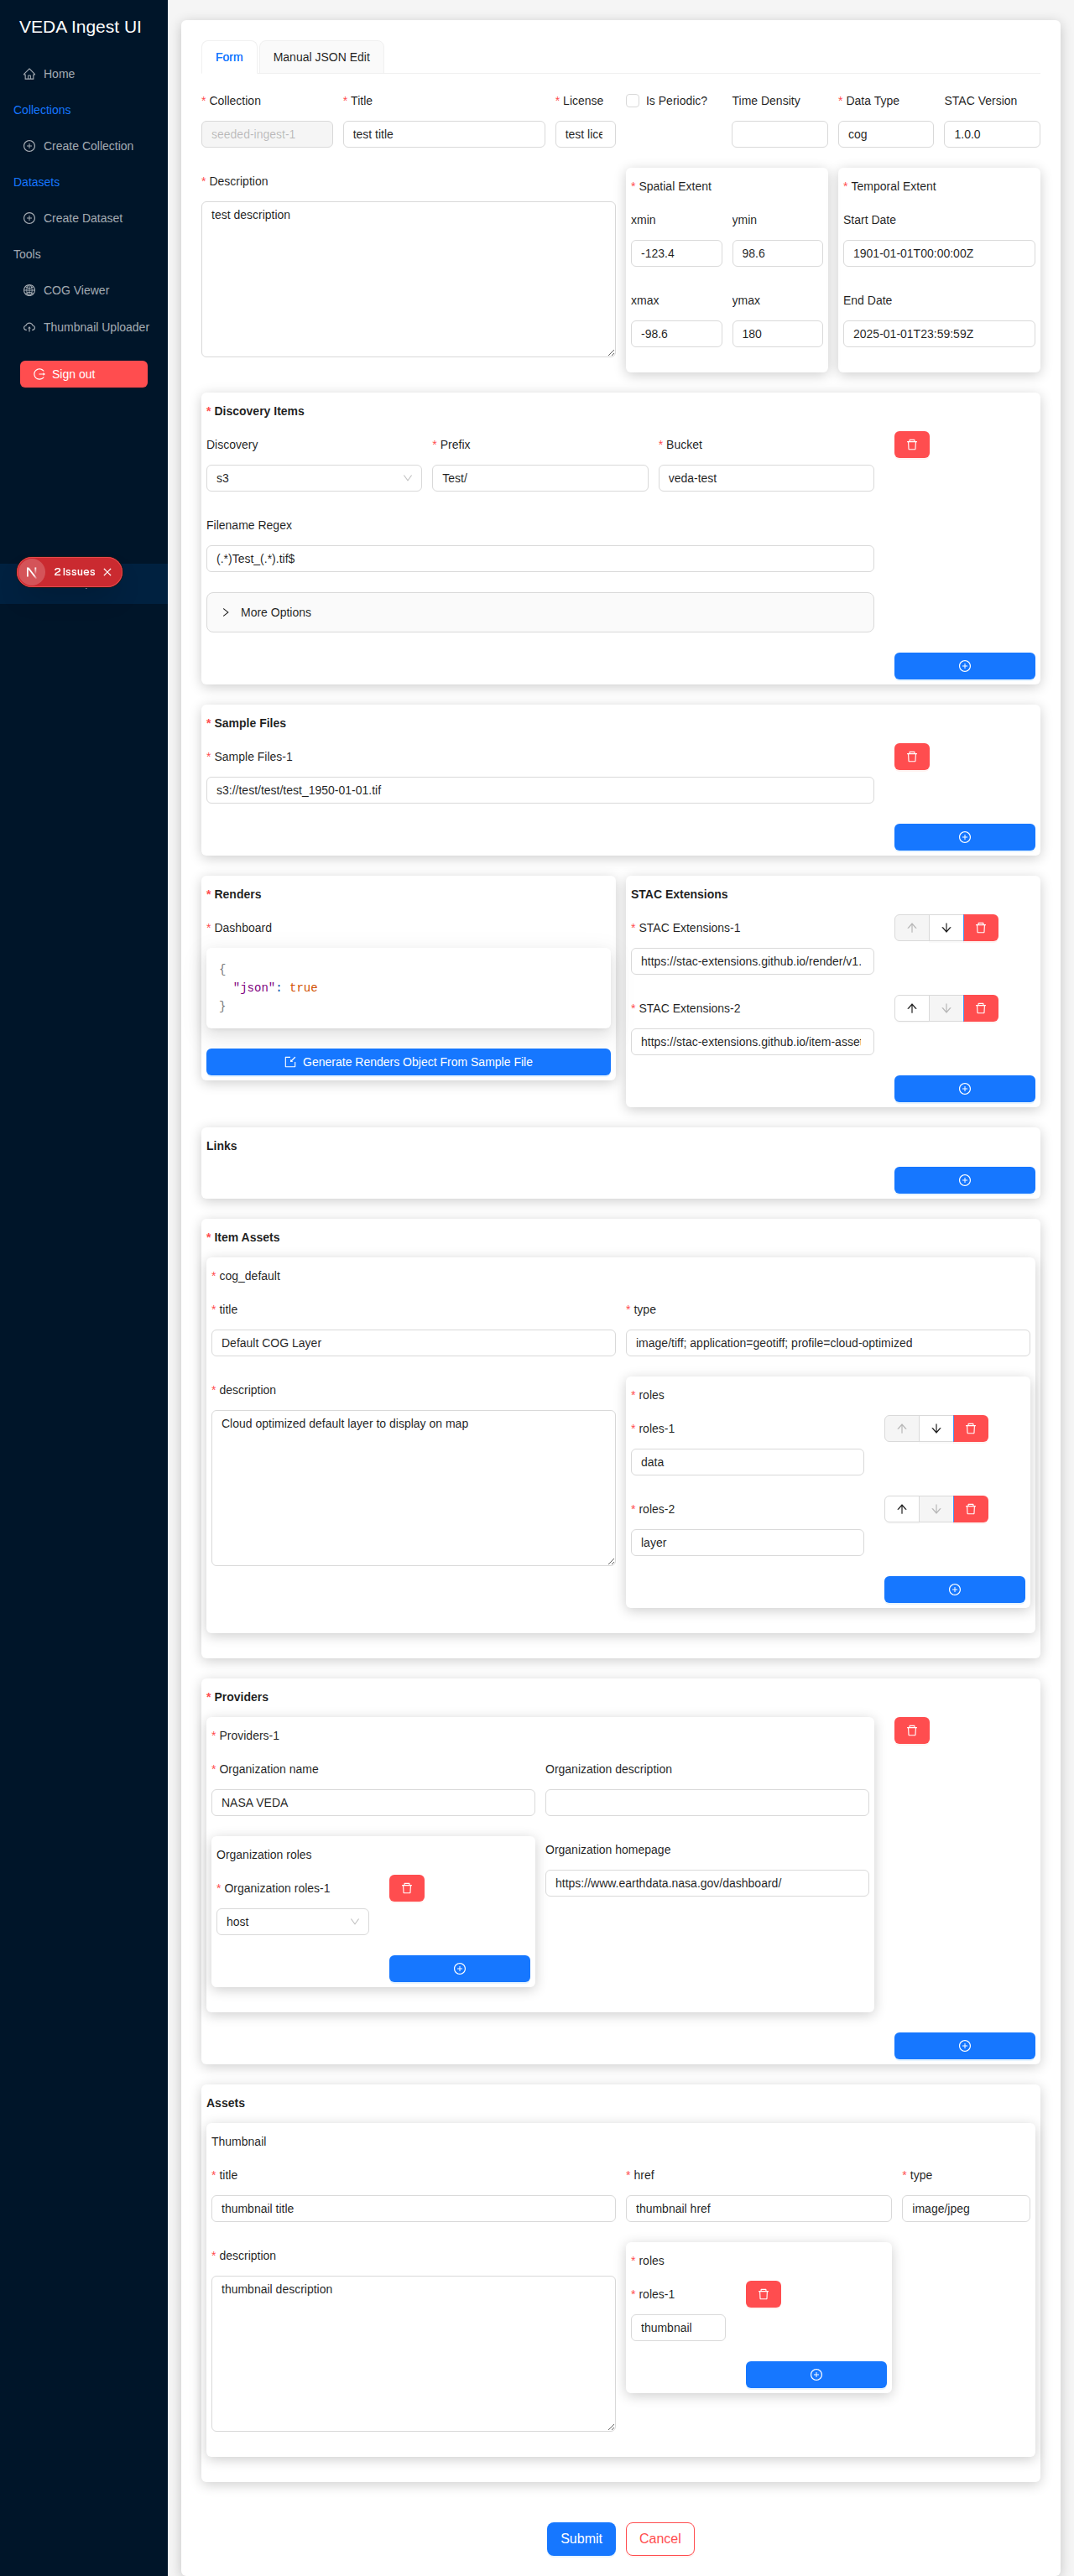 VEDA Ingest UI
Home
Collections
Create Collection
Datasets
Create Dataset
Tools
COG Viewer
Thumbnail Uploader
Sign out
2 Issues
Form Manual JSON Edit
* Collection * Title * License Is Periodic? Time Density * Data Type STAC Version
seeded-ingest-1 test title test lice cog 1.0.0
* Description
test description
* Spatial Extent
xmin ymin
-123.4 98.6
xmax ymax
-98.6 180
* Temporal Extent
Start Date
1901-01-01T00:00:00Z
End Date
2025-01-01T23:59:59Z
* Discovery Items
Discovery * Prefix * Bucket
s3 Test/ veda-test
Filename Regex
(.*)Test_(.*).tif$
More Options
* Sample Files
* Sample Files-1
s3://test/test/test_1950-01-01.tif
* Renders
* Dashboard
{
"json": true
}
Generate Renders Object From Sample File
STAC Extensions
* STAC Extensions-1
https://stac-extensions.github.io/render/v1.
* STAC Extensions-2
https://stac-extensions.github.io/item-asset
Links
* Item Assets
* cog_default
* title * type
Default COG Layer image/tiff; application=geotiff; profile=cloud-optimized
* description
Cloud optimized default layer to display on map
* roles
* roles-1
data
* roles-2
layer
* Providers
* Providers-1
* Organization name Organization description
NASA VEDA
Organization roles
* Organization roles-1
host
Organization homepage
https://www.earthdata.nasa.gov/dashboard/
Assets
Thumbnail
* title * href * type
thumbnail title thumbnail href image/jpeg
* description
thumbnail description
* roles
* roles-1
thumbnail
Submit Cancel